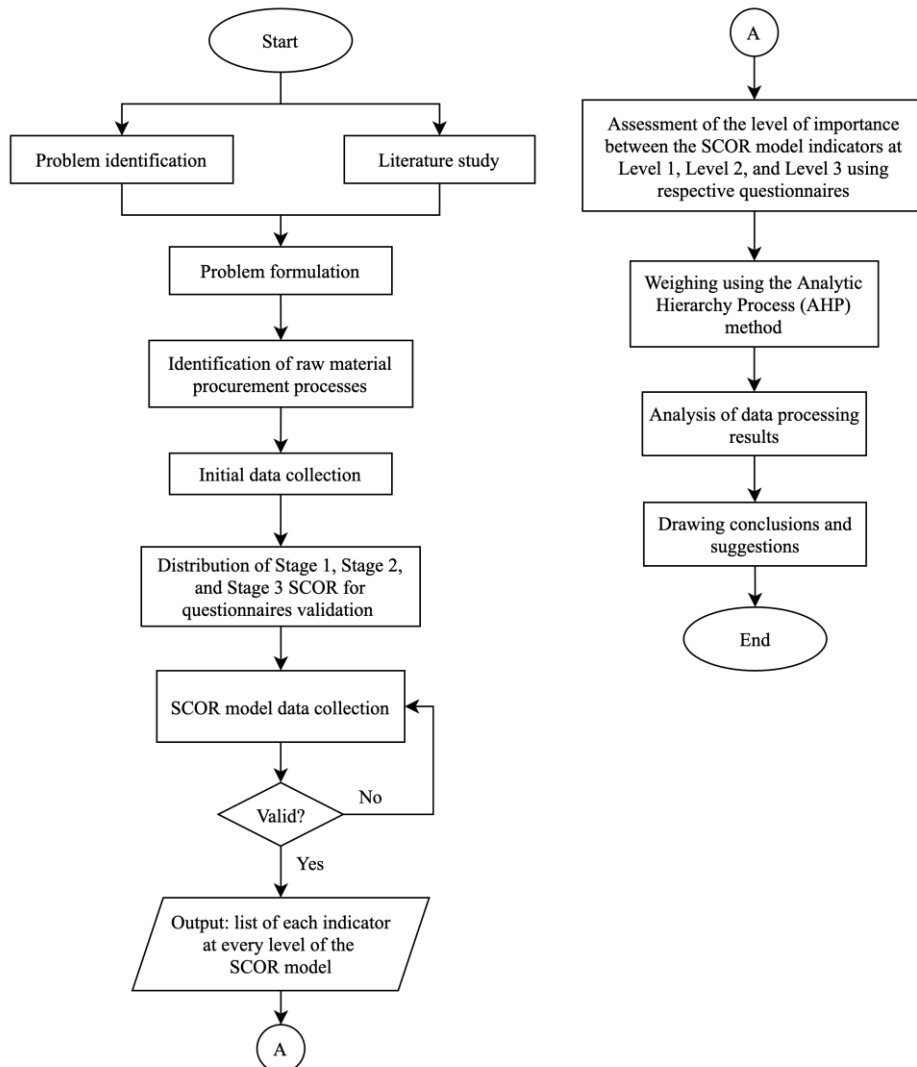 Start
Problem identification
Literature study
Problem formulation
Identification of raw material
procurement processes
Initial data collection
Distribution of Stage 1, Stage 2,
and Stage 3 SCOR for
questionnaires validation
SCOR model data collection
Valid?
No
Yes
Output: list of each indicator
at every level of the
SCOR model
A
A
Assessment of the level of importance
between the SCOR model indicators at
Level 1, Level 2, and Level 3 using
respective questionnaires
Weighing using the Analytic
Hierarchy Process (AHP)
method
Analysis of data processing
results
Drawing conclusions and
suggestions
End